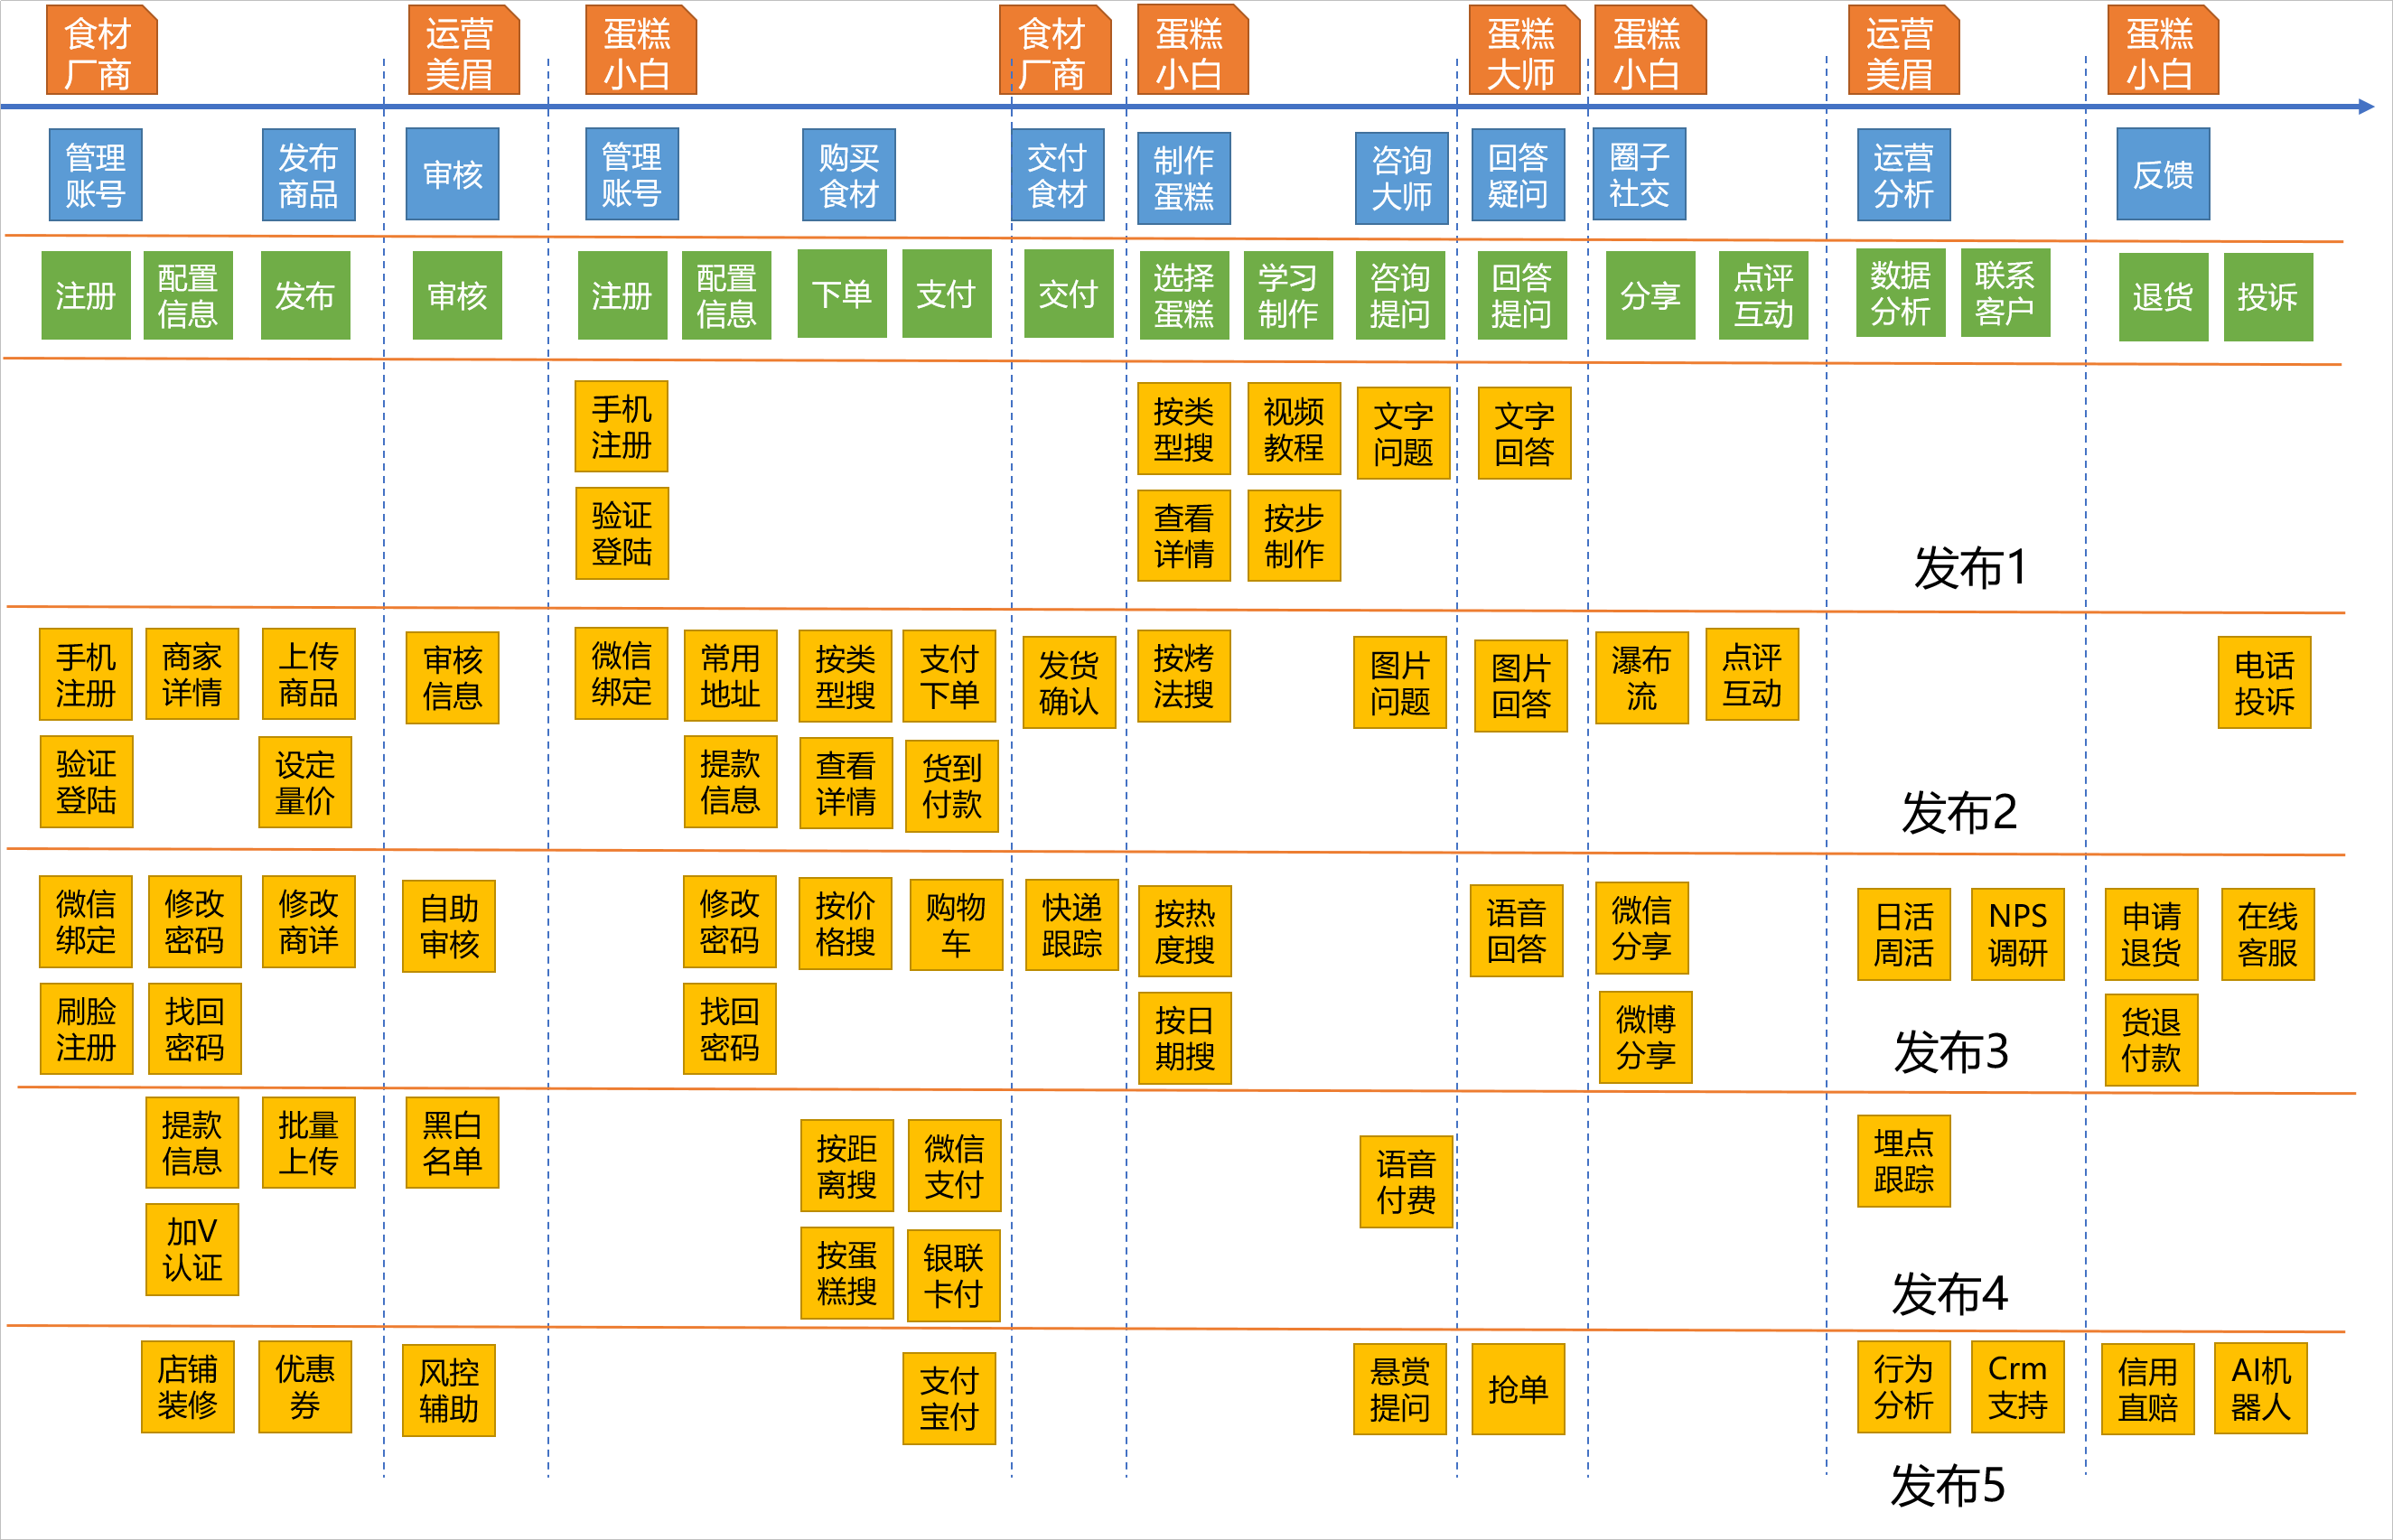 食材
厂商
运营
美眉
蛋糕
小白
食材
厂商
蛋糕
小白
蛋糕
大师
蛋糕
小白
运营
美眉
蛋糕
小白
管理
账号
发布
商品
审核
管理
账号
购买
食材
交付
食材
制作
蛋糕
咨询
大师
回答
疑问
圈子
社交
运营
分析
反馈
注册
配置
信息
发布
审核
注册
配置
信息
下单
支付
交付
选择
蛋糕
学习
制作
咨询
提问
回答
提问
分享
点评
互动
数据
分析
联系
客户
退货
投诉
手机
注册
按类
型搜
视频
教程
文字
问题
文字
回答
验证
登陆
查看
详情
按步
制作
发布1
手机
注册
商家
详情
上传
商品
审核
信息
微信
绑定
常用
地址
按类
型搜
支付
下单
发货
确认
按烤
法搜
图片
问题
图片
回答
瀑布
流
点评
互动
电话
投诉
验证
登陆
设定
量价
提款
信息
查看
详情
货到
付款
发布2
微信
绑定
修改
密码
修改
商详
自助
审核
修改
密码
按价
格搜
购物
车
快递
跟踪
按热
度搜
语音
回答
微信
分享
日活
周活
NPS
调研
申请
退货
在线
客服
刷脸
注册
找回
密码
找回
密码
按日
期搜
微博
分享
货退
付款
发布3
提款
信息
批量
上传
黑白
名单
按距
离搜
微信
支付
语音
付费
埋点
跟踪
加V
认证
按蛋
糕搜
银联
卡付
发布4
店铺
装修
优惠
券
风控
辅助
支付
宝付
悬赏
提问
抢单
行为
分析
Crm
支持
信用
直赔
AI机
器人
发布5